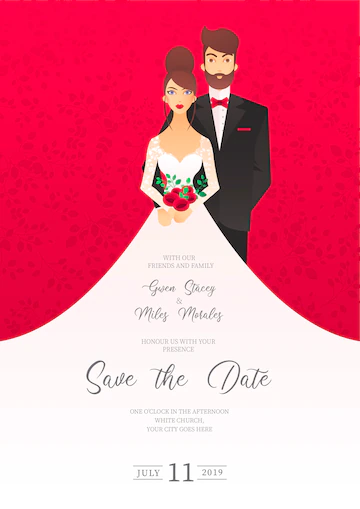 WITH OUR
FRIENDS AND FAMILY
Gwen Stacey
&
Miles Morales
HONOUR US WITH YOUR
PRESENCE
Save the Date
ONE O'CLOCK IN THE AFTERNOON
WHITE CHURCH,
YOUR CITY GOES HERE
JULY 11 2019